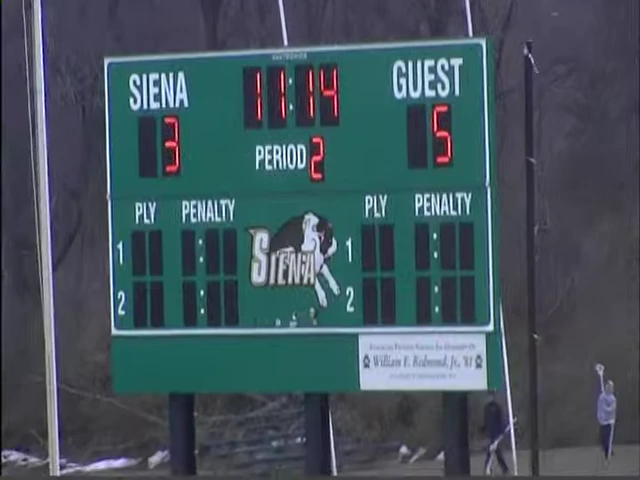 SIENA 11:14 GUEST
3 PERIOD 2 5
PLY PENALTY PLY PENALTY
SIENA
1 : 1 :
2 : 2 :
William E. Redmond, Jr., '81